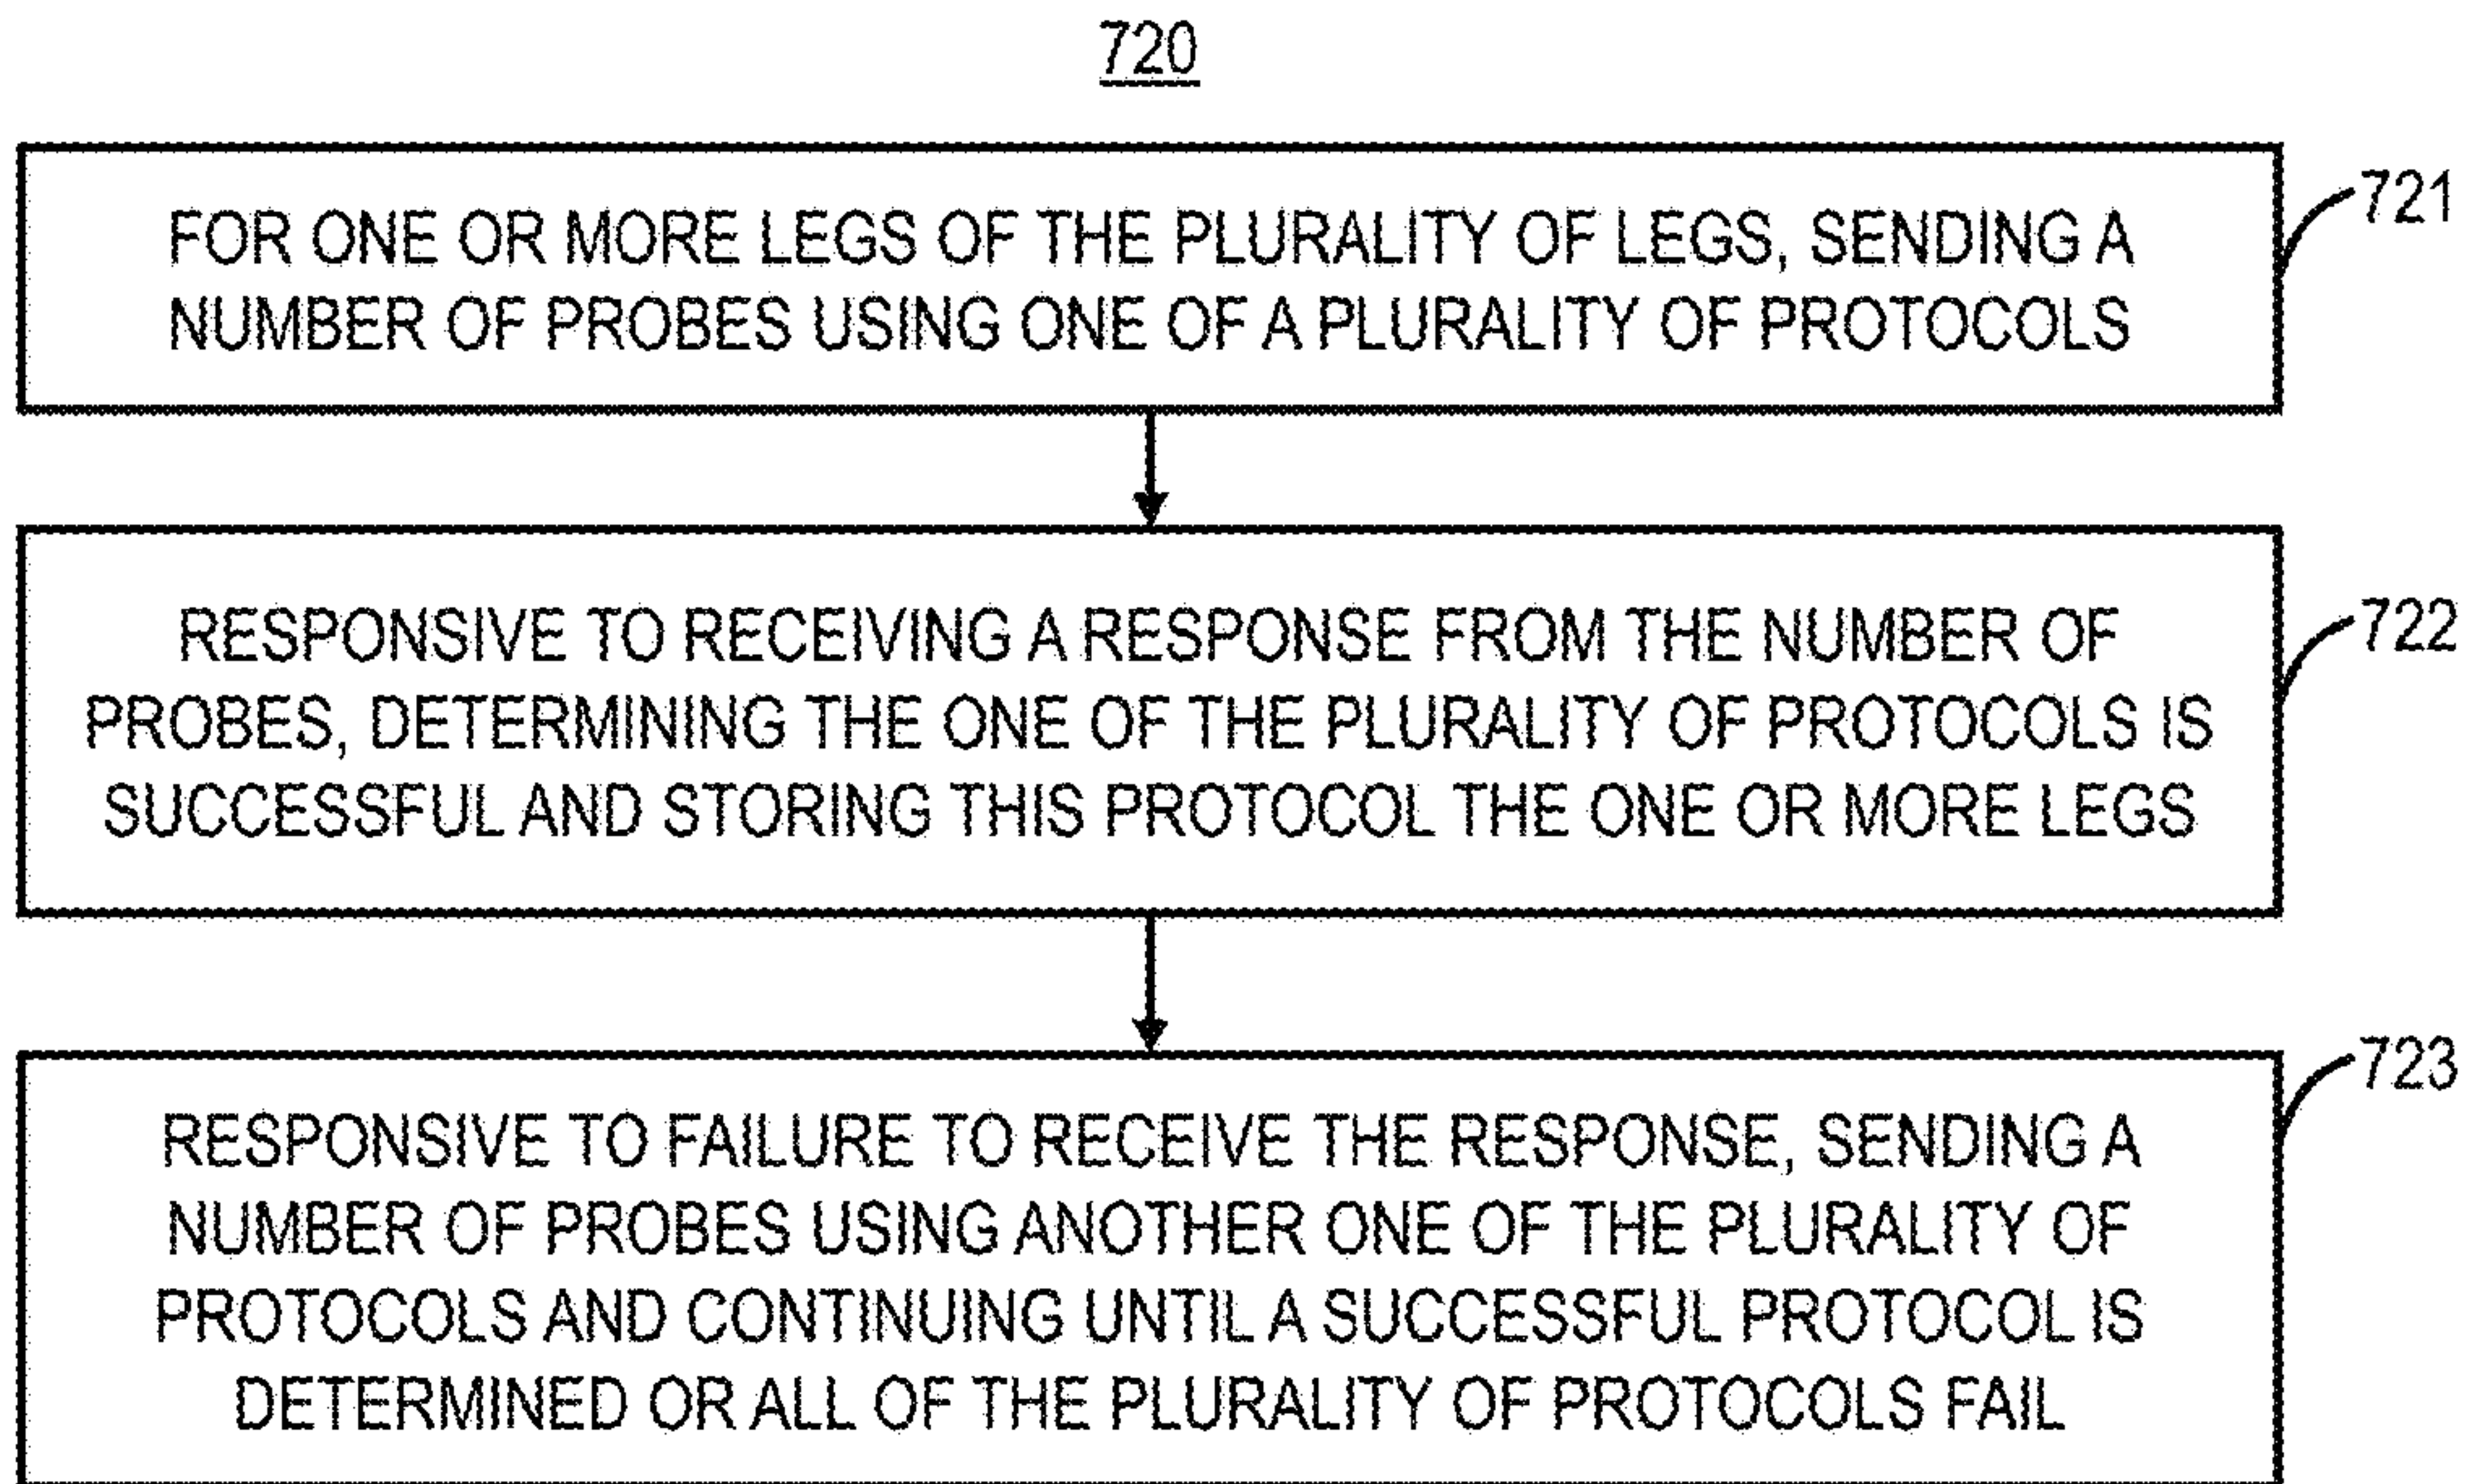 720
FOR ONE OR MORE LEGS OF THE PLURALITY OF LEGS, SENDING A
NUMBER OF PROBES USING ONE OF A PLURALITY OF PROTOCOLS
721
RESPONSIVE TO RECEIVING A RESPONSE FROM THE NUMBER OF
PROBES, DETERMINING THE ONE OF THE PLURALITY OF PROTOCOLS IS
SUCCESSFUL AND STORING THIS PROTOCOL THE ONE OR MORE LEGS
722
RESPONSIVE TO FAILURE TO RECEIVE THE RESPONSE, SENDING A
NUMBER OF PROBES USING ANOTHER ONE OF THE PLURALITY OF
PROTOCOLS AND CONTINUING UNTIL A SUCCESSFUL PROTOCOL IS
DETERMINED OR ALL OF THE PLURALITY OF PROTOCOLS FAIL
723